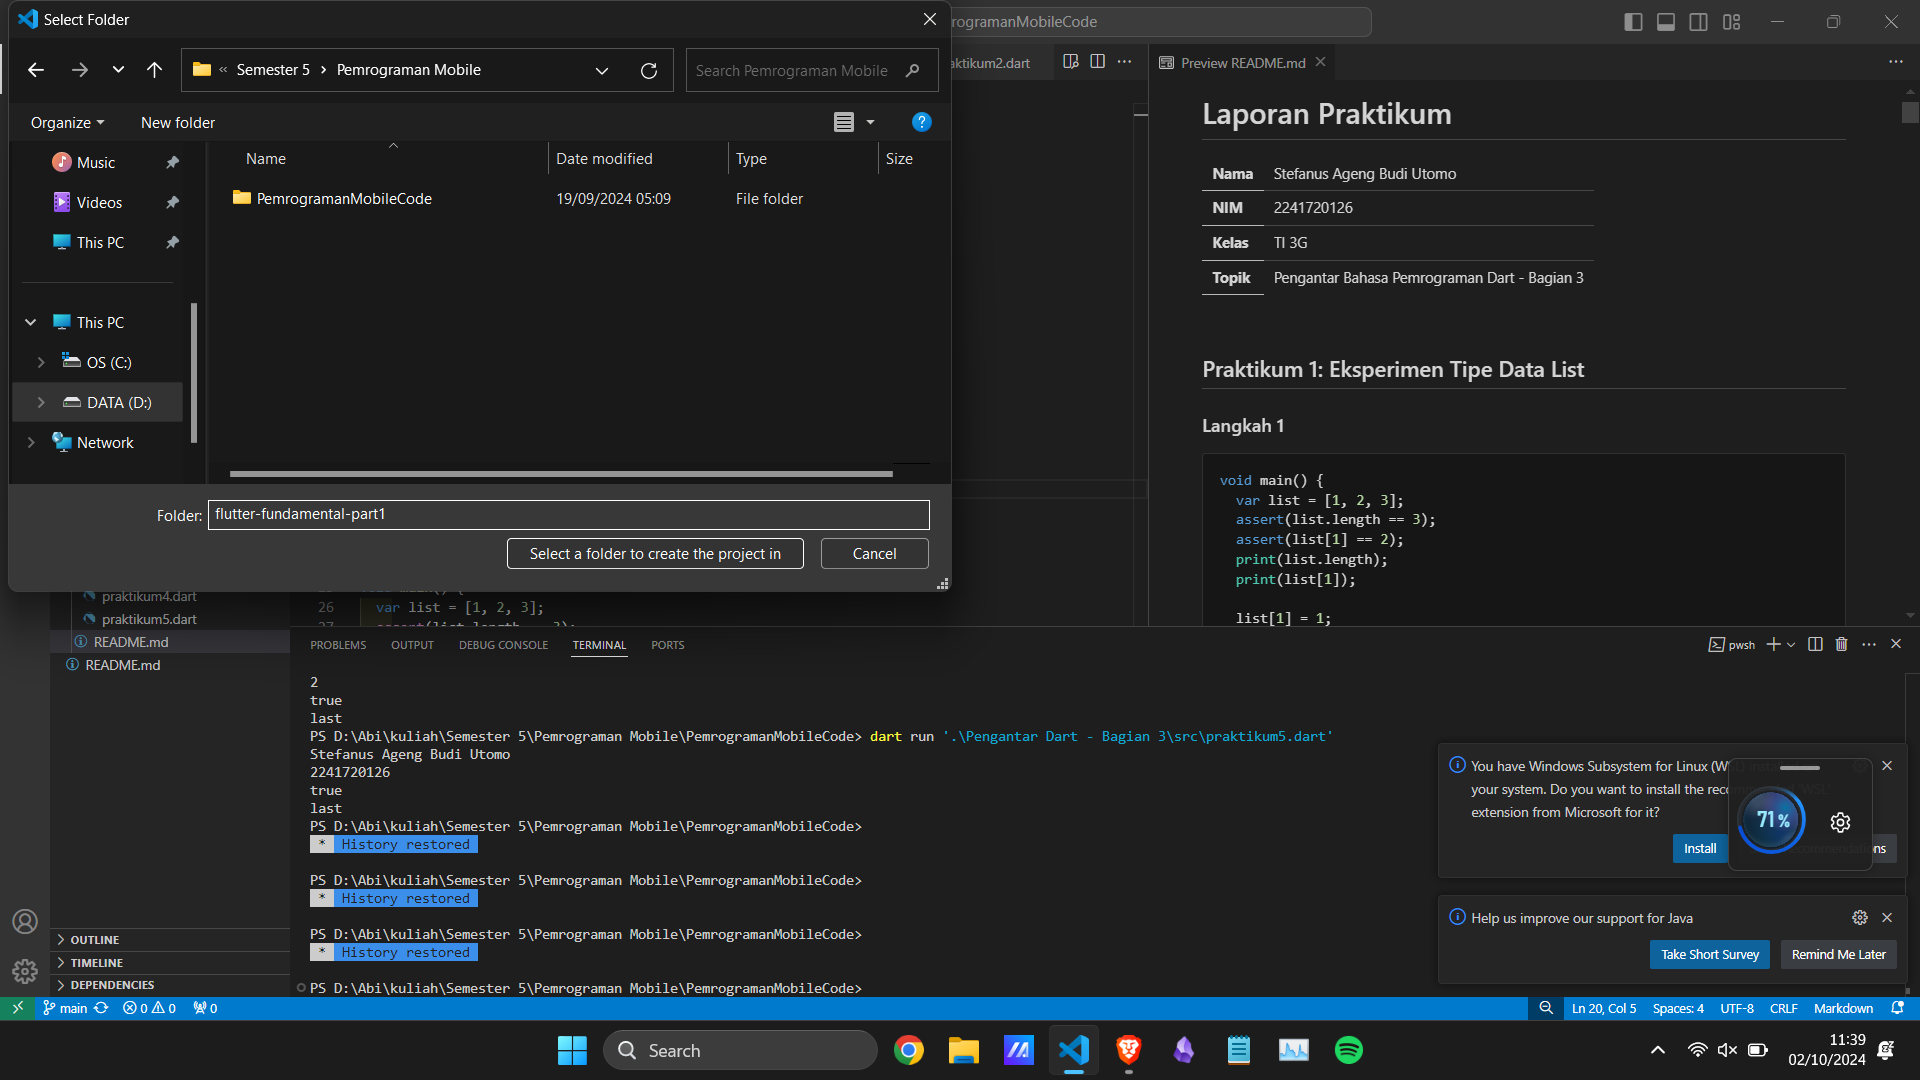 Select Folder
Semester 5 › Pemrograman Mobile
Search Pemrograman Mobile
Organize
New folder
Name
Date modified
Type
Size
Music
Videos
This PC
PemrogramanMobileCode
19/09/2024 05:09
File folder
This PC
OS (C:)
DATA (D:)
Network
Folder:
flutter-fundamental-part1
Select a folder to create the project in
Cancel
rogramanMobileCode
aktikum2.dart
Preview README.md
Laporan Praktikum
Nama Stefanus Ageng Budi Utomo
NIM 2241720126
Kelas TI 3G
Topik Pengantar Bahasa Pemrograman Dart - Bagian 3
Praktikum 1: Eksperimen Tipe Data List
Langkah 1
void main() {
var list = [1, 2, 3];
assert(list.length == 3);
assert(list[1] == 2);
print(list.length);
print(list[1]);
list[1] = 1;
praktikum4.dart
praktikum5.dart
README.md
README.md
26 var list = [1, 2, 3];
PROBLEMS
OUTPUT
DEBUG CONSOLE
TERMINAL
PORTS
pwsh
2
true
last
PS D:\Abi\kuliah\Semester 5\Pemrograman Mobile\PemrogramanMobileCode> dart run '.\Pengantar Dart - Bagian 3\src\praktikum5.dart'
Stefanus Ageng Budi Utomo
2241720126
true
last
PS D:\Abi\kuliah\Semester 5\Pemrograman Mobile\PemrogramanMobileCode>
* History restored
PS D:\Abi\kuliah\Semester 5\Pemrograman Mobile\PemrogramanMobileCode>
* History restored
PS D:\Abi\kuliah\Semester 5\Pemrograman Mobile\PemrogramanMobileCode>
* History restored
PS D:\Abi\kuliah\Semester 5\Pemrograman Mobile\PemrogramanMobileCode>
You have Windows Subsystem for Linux
your system. Do you want to install the
extension from Microsoft for it?
Install
71%
Help us improve our support for Java
Take Short Survey
Remind Me Later
OUTLINE
TIMELINE
DEPENDENCIES
main
0 0
0
Ln 20, Col 5
Spaces: 4
UTF-8
CRLF
Markdown
Search
11:39
02/10/2024